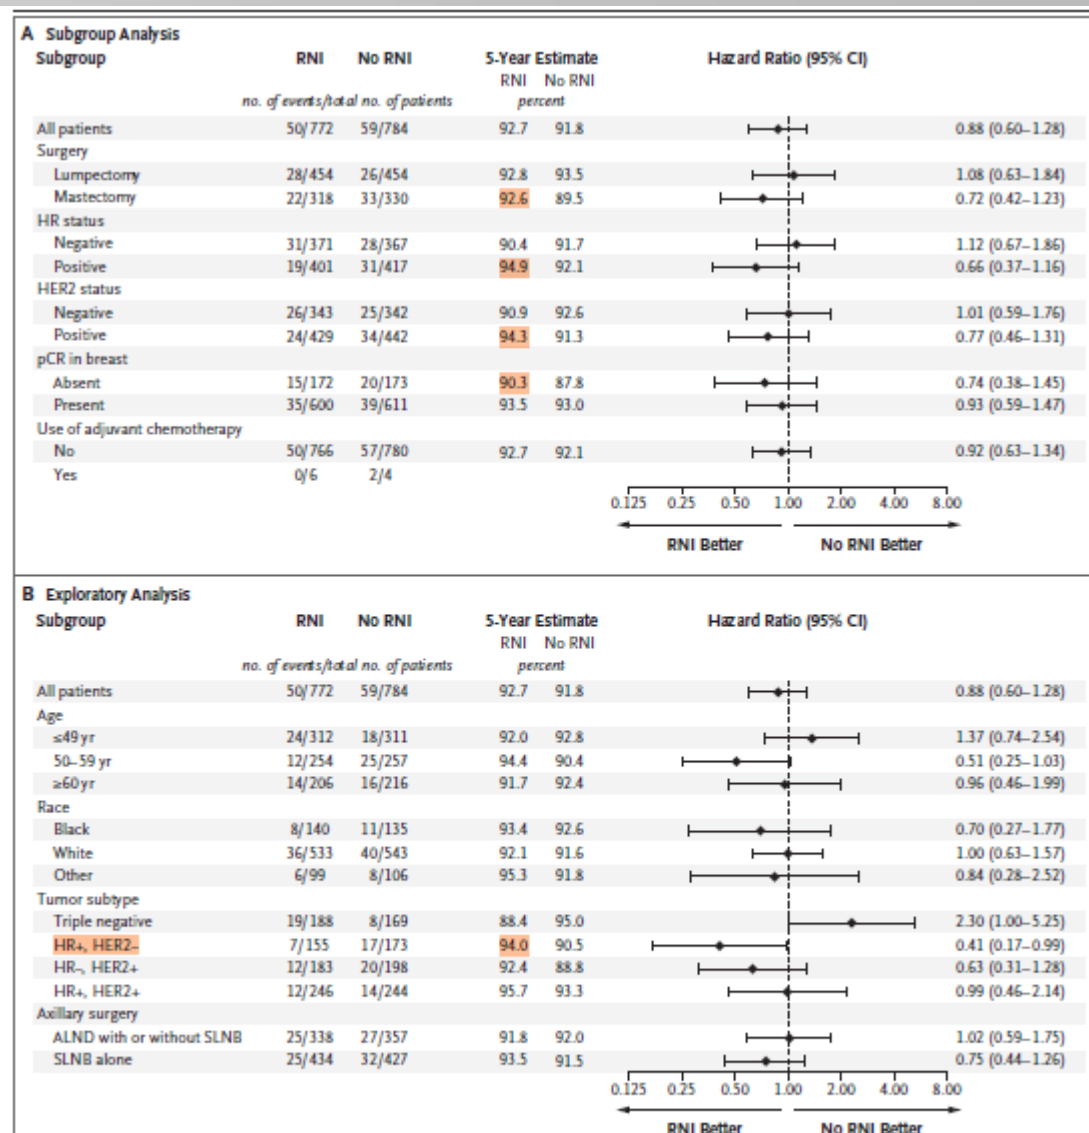 A Subgroup Analysis
Subgroup RNI No RNI 5-Year Estimate Hazard Ratio (95% CI)
RNI No RNI
no. of events/total no. of patients percent
All patients 50/772 59/784 92.7 91.8 0.88 (0.60–1.28)
Surgery
Lumpectomy 28/454 26/454 92.8 93.5 1.08 (0.63–1.84)
Mastectomy 22/318 33/330 92.6 89.5 0.72 (0.42–1.23)
HR status
Negative 31/371 28/367 90.4 91.7 1.12 (0.67–1.86)
Positive 19/401 31/417 94.9 92.1 0.66 (0.37–1.16)
HER2 status
Negative 26/343 25/342 90.9 92.6 1.01 (0.59–1.76)
Positive 24/429 34/442 94.3 91.3 0.77 (0.46–1.31)
pCR in breast
Absent 15/172 20/173 90.3 87.8 0.74 (0.38–1.45)
Present 35/600 39/611 93.5 93.0 0.93 (0.59–1.47)
Use of adjuvant chemotherapy
No 50/766 57/780 92.7 92.1 0.92 (0.63–1.34)
Yes 0/6 2/4
0.125 0.25 0.50 1.00 2.00 4.00 8.00
RNI Better No RNI Better
B Exploratory Analysis
Subgroup RNI No RNI 5-Year Estimate Hazard Ratio (95% CI)
RNI No RNI
no. of events/total no. of patients percent
All patients 50/772 59/784 92.7 91.8 0.88 (0.60–1.28)
Age
≤49 yr 24/312 18/311 92.0 92.8 1.37 (0.74–2.54)
50–59 yr 12/254 25/257 94.4 90.4 0.51 (0.25–1.03)
≥60 yr 14/206 16/216 91.7 92.4 0.96 (0.46–1.99)
Race
Black 8/140 11/135 93.4 92.6 0.70 (0.27–1.77)
White 36/533 40/543 92.1 91.6 1.00 (0.63–1.57)
Other 6/99 8/106 95.3 91.8 0.84 (0.28–2.52)
Tumor subtype
Triple negative 19/188 8/169 88.4 95.0 2.30 (1.00–5.25)
HR+, HER2– 7/155 17/173 94.0 90.5 0.41 (0.17–0.99)
HR–, HER2+ 12/183 20/198 92.4 88.8 0.63 (0.31–1.28)
HR+, HER2+ 12/246 14/244 95.7 93.3 0.99 (0.46–2.14)
Axillary surgery
ALND with or without SLNB 25/338 27/357 91.8 92.0 1.02 (0.59–1.75)
SLNB alone 25/434 32/427 93.5 91.5 0.75 (0.44–1.26)
0.125 0.25 0.50 1.00 2.00 4.00 8.00
RNI Better No RNI Better